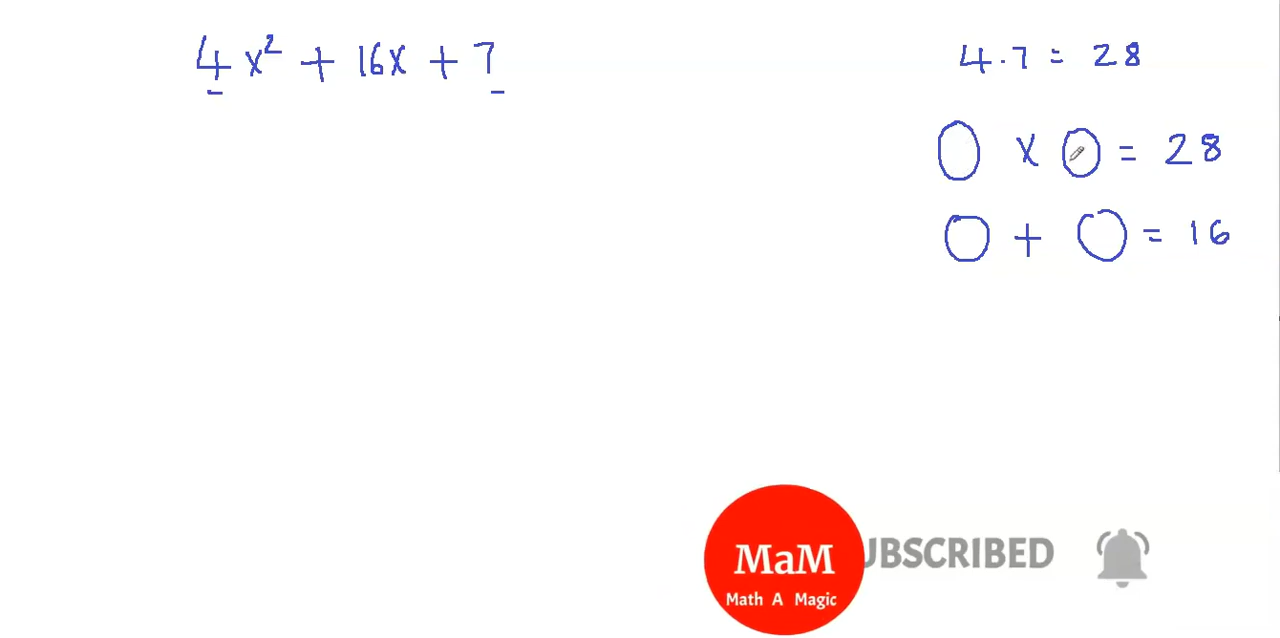 4x² + 16x + 7
4.7 = 28
O x O = 28
O + O = 16
UBSCRIBED
MaM
Math A Magic